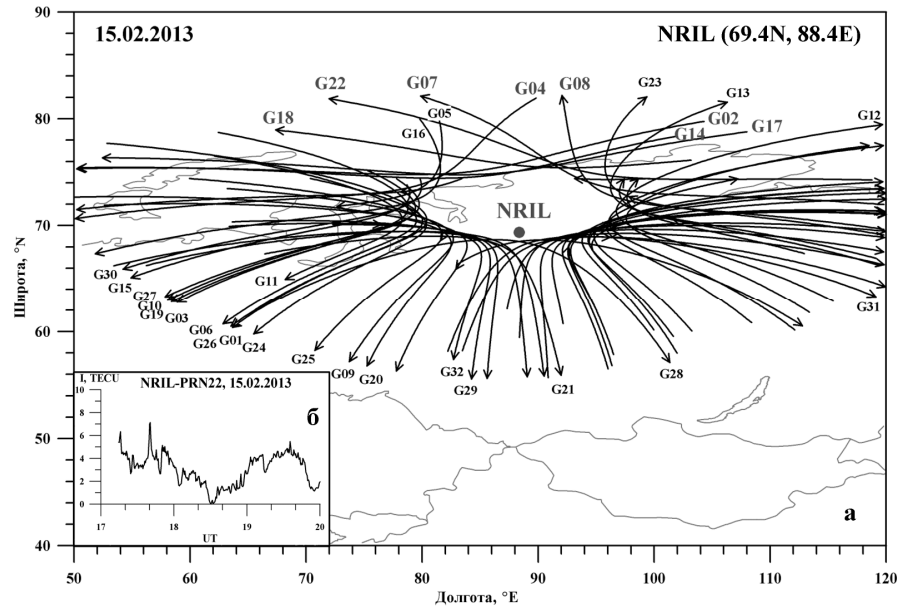 15.02.2013
NRIL (69.4N, 88.4E)
90
80
70
60
50
40
Широта, °N
G22
G07
G05
G04
G08
G23
G13
G02
G12
G18
G16
G14
G17
NRIL
G30
G15
G27
G10
G19
G03
G11
G06
G26
G01
G24
G25
G09
G20
G32
G29
G21
G28
G31
I, TECU
NRIL-PRN22, 15.02.2013
б
10
8
6
4
2
0
17
18
19
20
UT
а
50
60
70
80
90
100
110
120
Долгота, °E